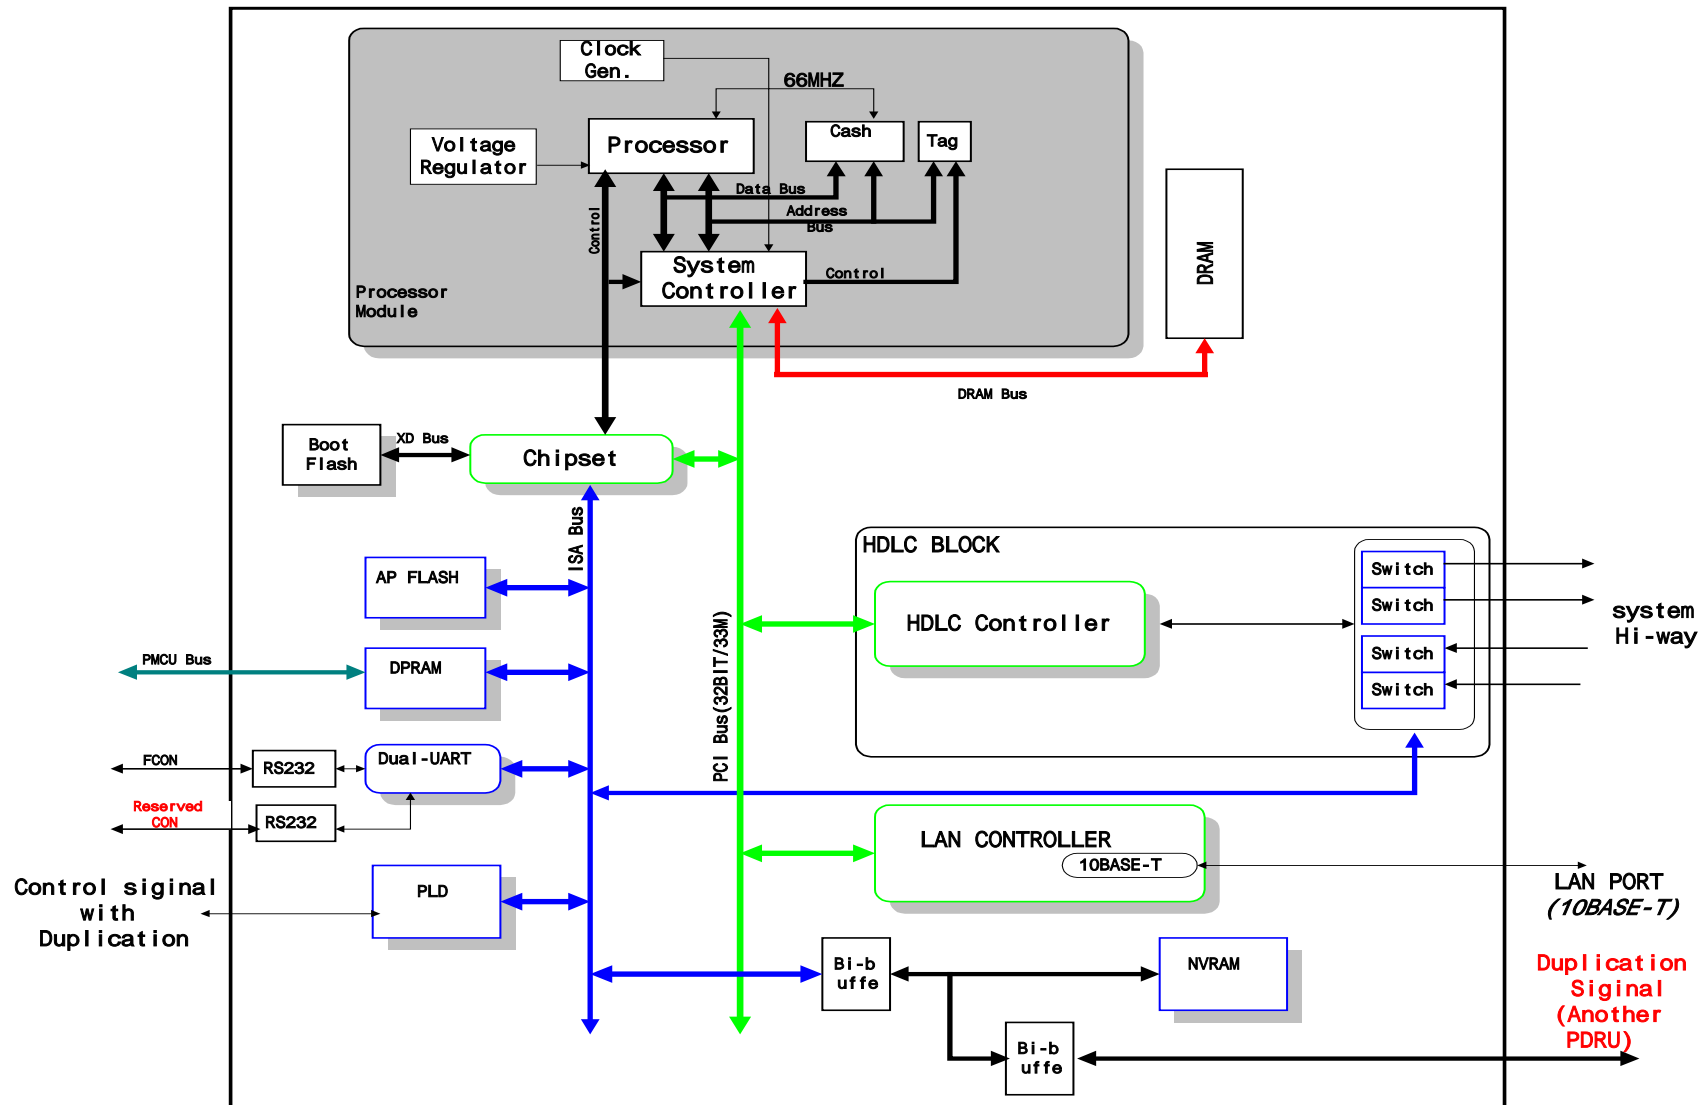 Clock
Gen.
66MHZ
Processor
Cash
Tag
Voltage
Regulator
Data Bus
Address
Bus
Control
System
Controller
Control
Processor
Module
DRAM
DRAM Bus
Boot
Flash
XD Bus
Chipset
ISA Bus
PCI Bus(32BIT/33M)
HDLC BLOCK
HDLC Controller
Switch
Switch
Switch
Switch
system
Hi-way
AP FLASH
PMCU Bus
DPRAM
FCON
RS232
Dual-UART
Reserved
CON
RS232
LAN CONTROLLER
10BASE-T
LAN PORT
(10BASE-T)
Control siginal
with
Duplication
PLD
Bi-b
uffe
NVRAM
Duplication
Siginal
(Another
PDRU)
Bi-b
uffe